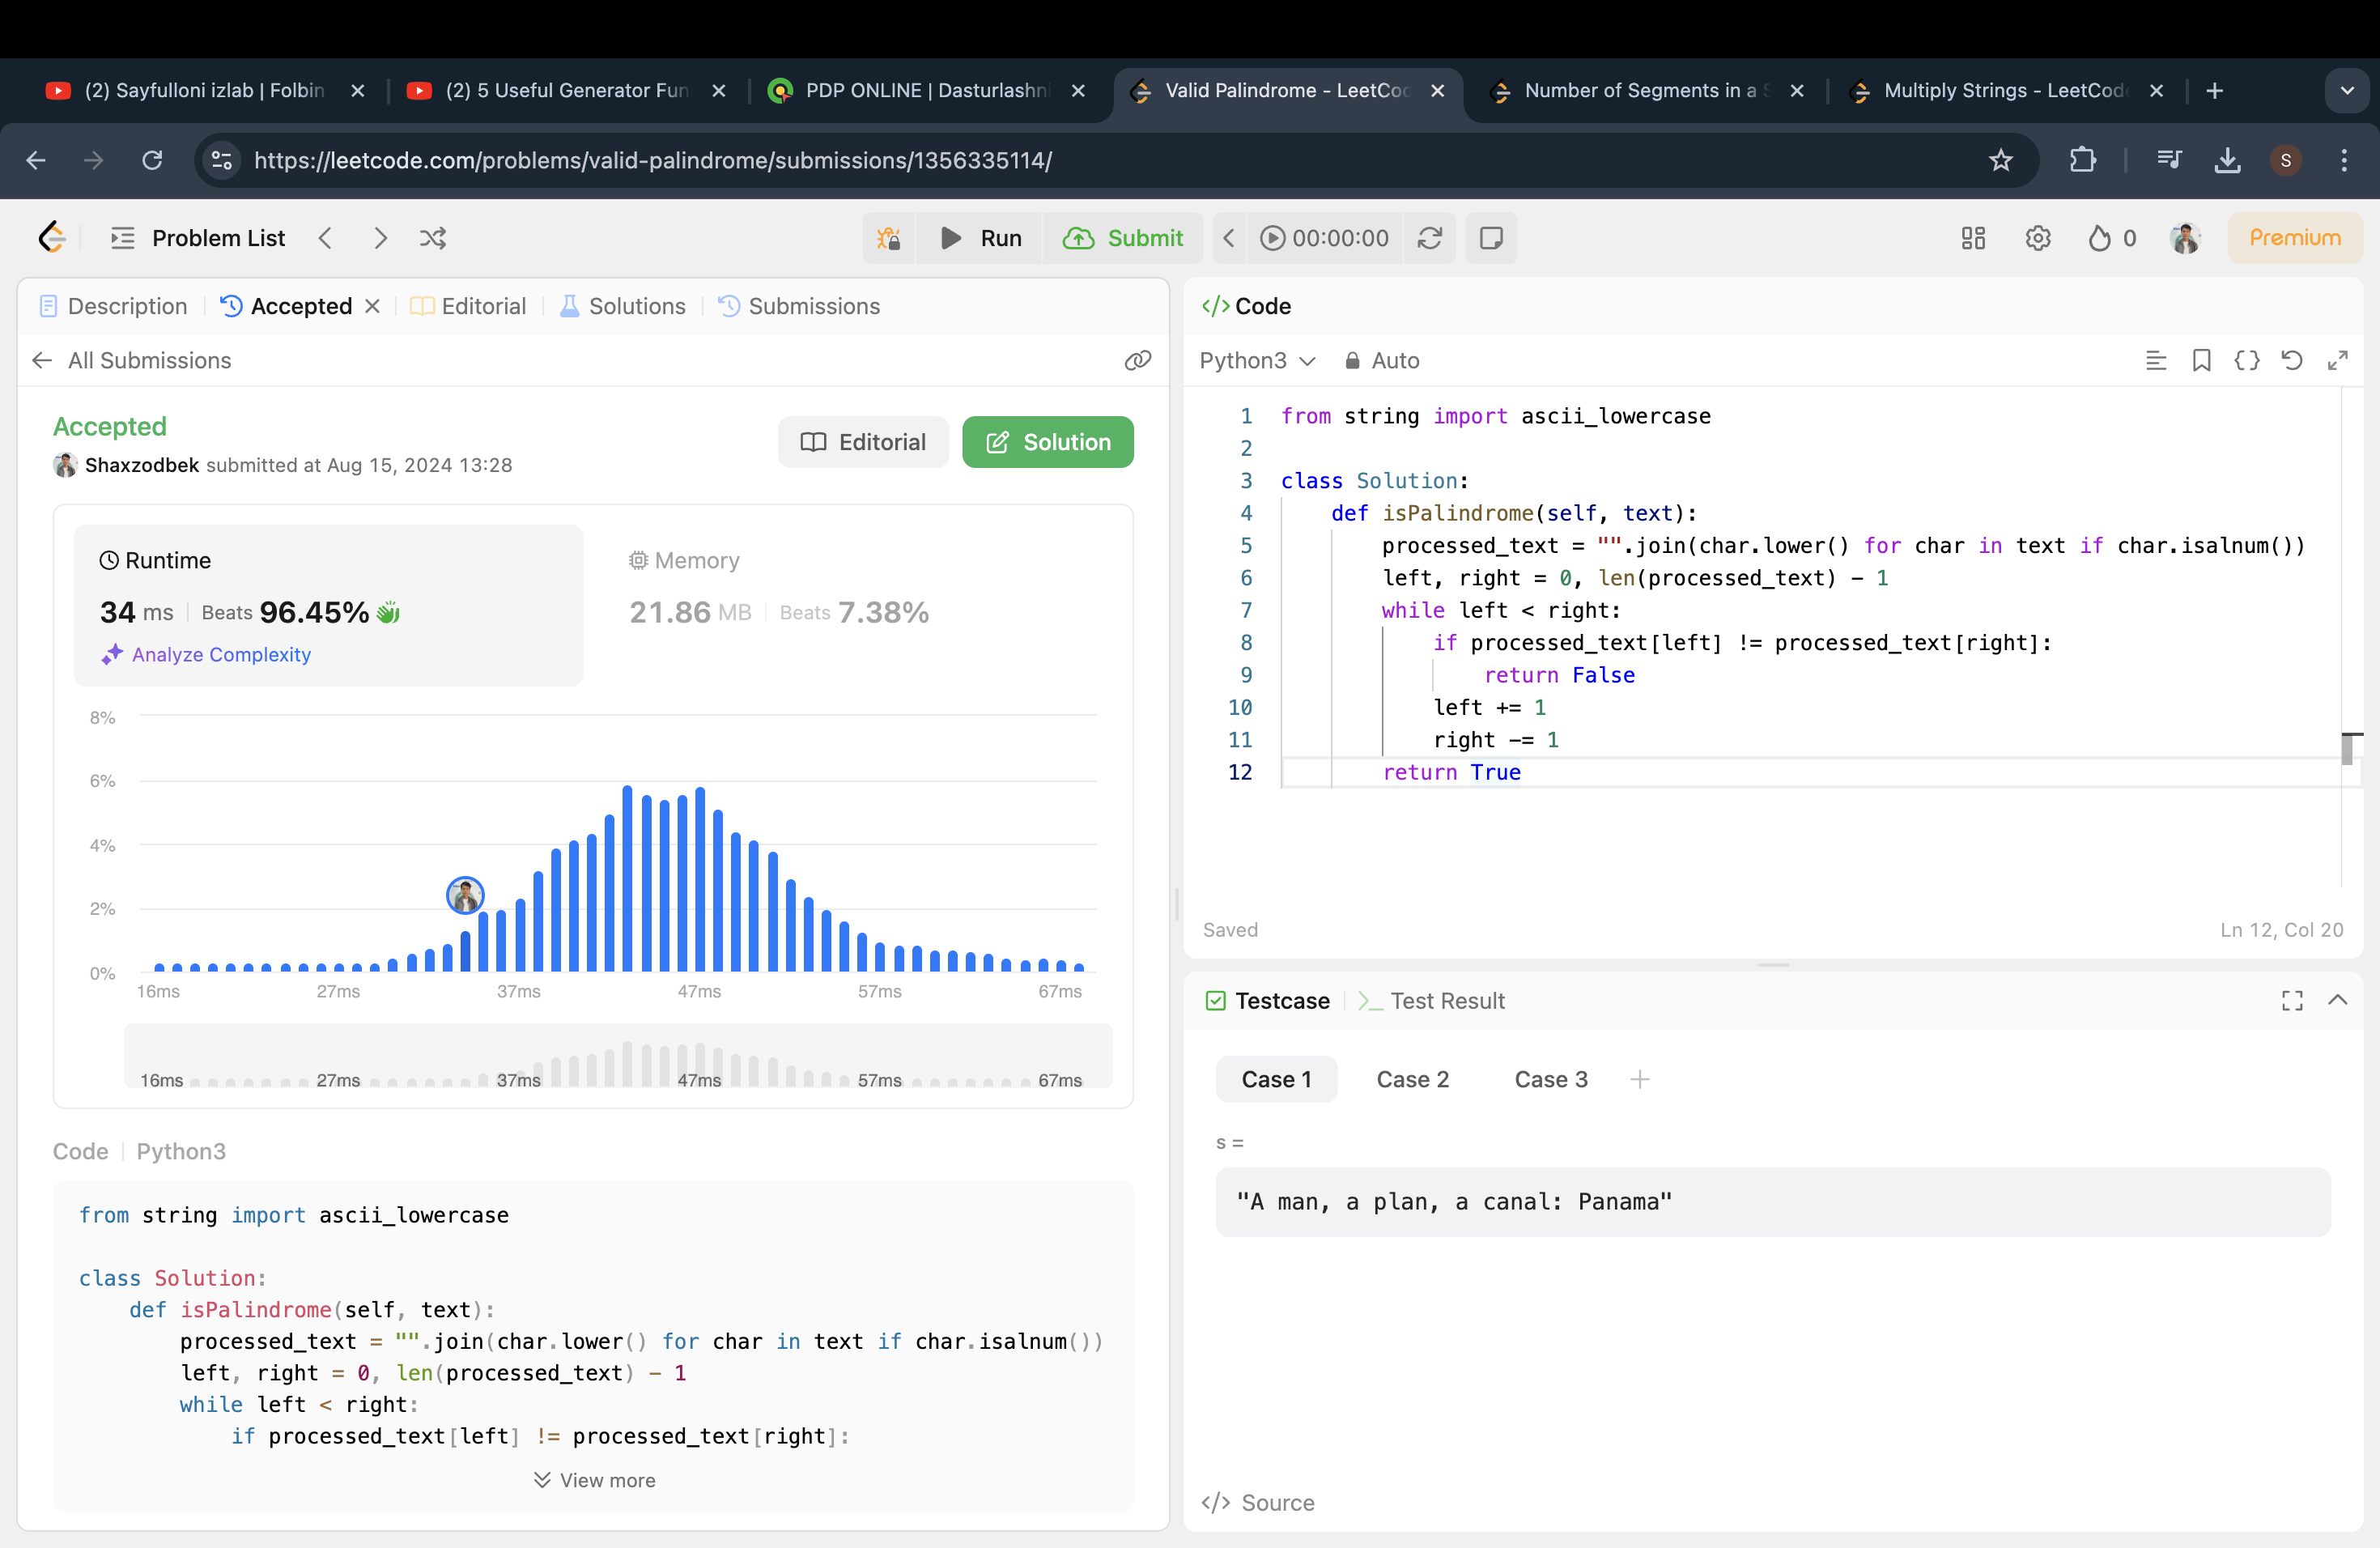 (2) Sayfulloni izlab | Folbin
(2) 5 Useful Generator Fun
PDP ONLINE | Dasturlashni
Valid Palindrome - LeetCod
Number of Segments in a S
Multiply Strings - LeetCode
https://leetcode.com/problems/valid-palindrome/submissions/1356335114/
S
Problem List
Run
Submit
00:00:00
0
Premium
Description
Accepted
Editorial
Solutions
Submissions
All Submissions
Accepted
Shaxzodbek submitted at Aug 15, 2024 13:28
Editorial
Solution
Runtime
34 ms | Beats 96.45%
Analyze Complexity
Memory
21.86 MB | Beats 7.38%
8%
6%
4%
2%
0%
16ms 27ms 37ms 47ms 57ms 67ms
16ms 27ms 37ms 47ms 57ms 67ms
Code | Python3
from string import ascii_lowercase
class Solution:
    def isPalindrome(self, text):
        processed_text = "".join(char.lower() for char in text if char.isalnum())
        left, right = 0, len(processed_text) - 1
        while left < right:
            if processed_text[left] != processed_text[right]:
View more
</> Code
Python3
Auto
1 from string import ascii_lowercase
2
3 class Solution:
4     def isPalindrome(self, text):
5         processed_text = "".join(char.lower() for char in text if char.isalnum())
6         left, right = 0, len(processed_text) - 1
7         while left < right:
8             if processed_text[left] != processed_text[right]:
9                 return False
10             left += 1
11             right -= 1
12         return True
Saved
Ln 12, Col 20
Testcase
Test Result
Case 1
Case 2
Case 3
s =
"A man, a plan, a canal: Panama"
</> Source